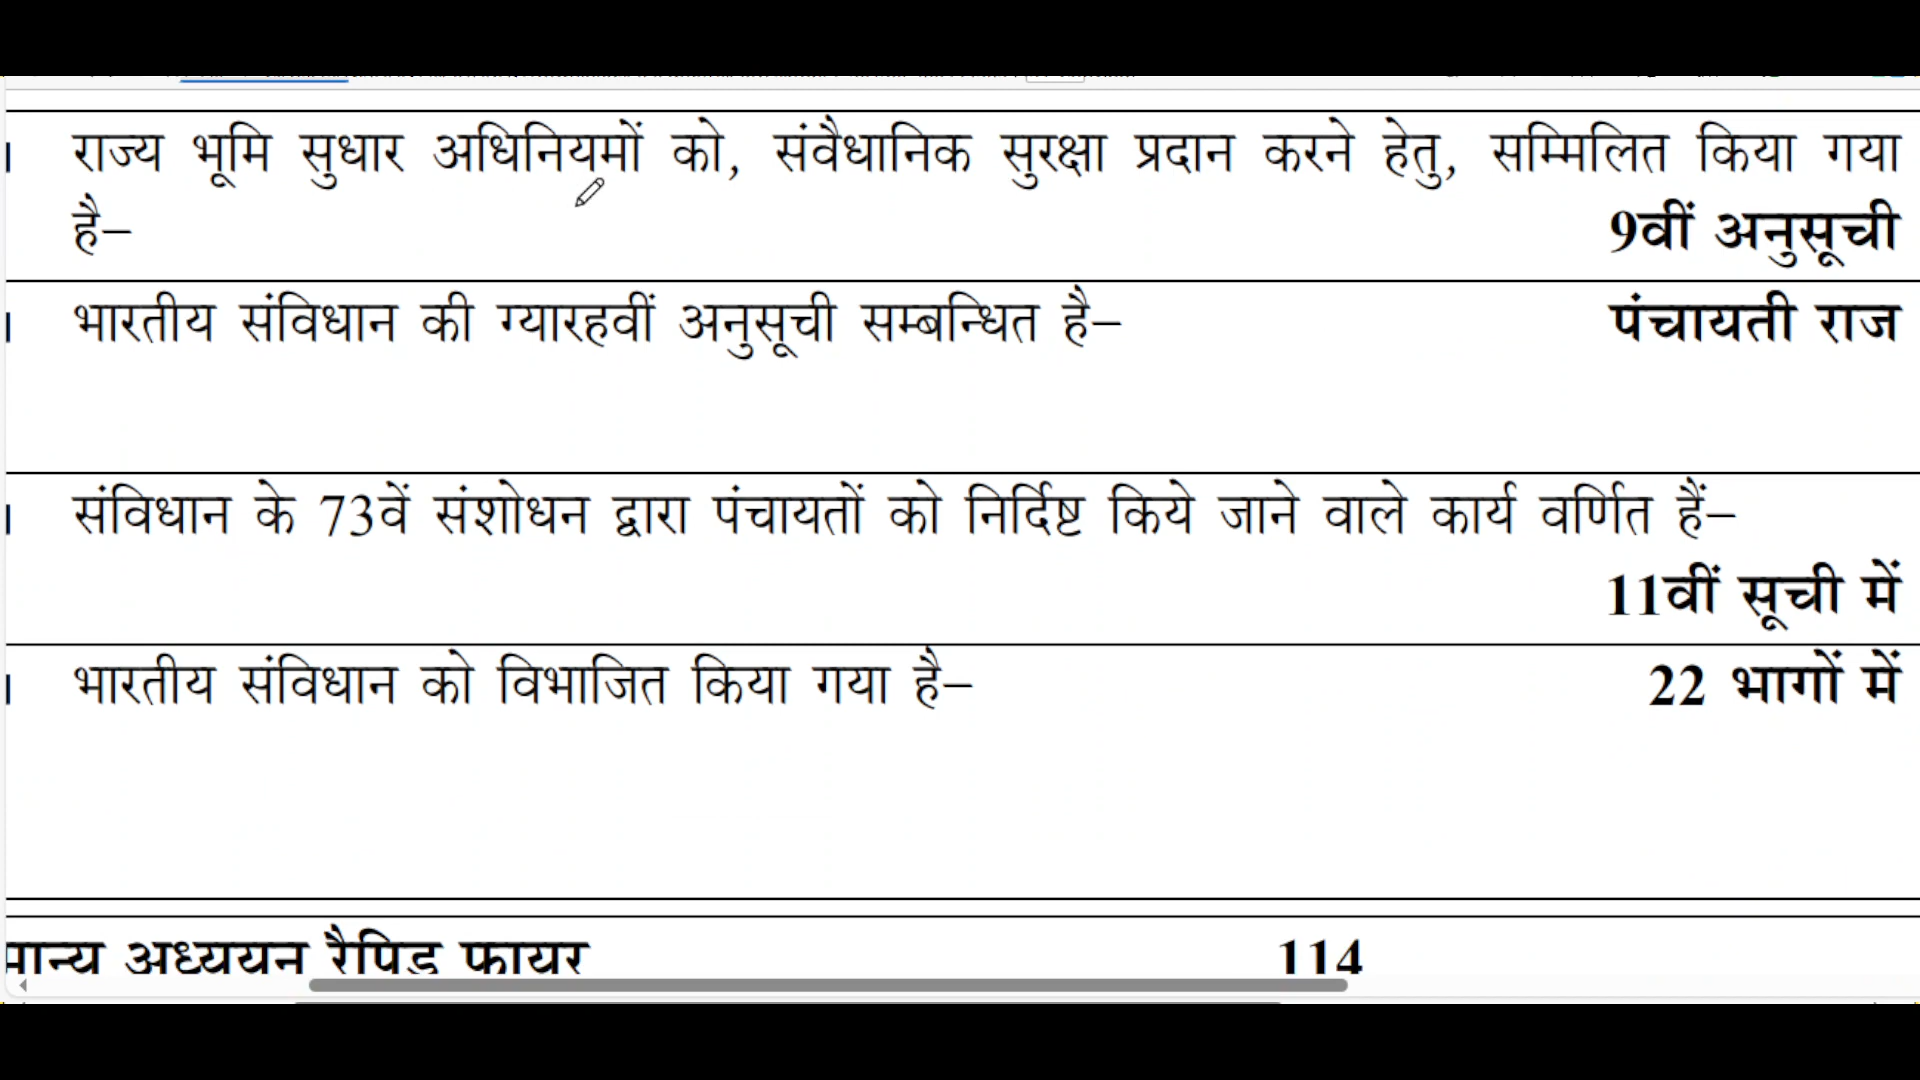 राज्य भूमि सुधार अधिनियमों को, संवैधानिक सुरक्षा प्रदान करने हेतु, सम्मिलित किया गया
है– 9वीं अनुसूची
भारतीय संविधान की ग्यारहवीं अनुसूची सम्बन्धित है– पंचायती राज
संविधान के 73वें संशोधन द्वारा पंचायतों को निर्दिष्ट किये जाने वाले कार्य वर्णित हैं–
11वीं सूची में
भारतीय संविधान को विभाजित किया गया है– 22 भागों में
मान्य अध्ययन रैपिड फायर 114